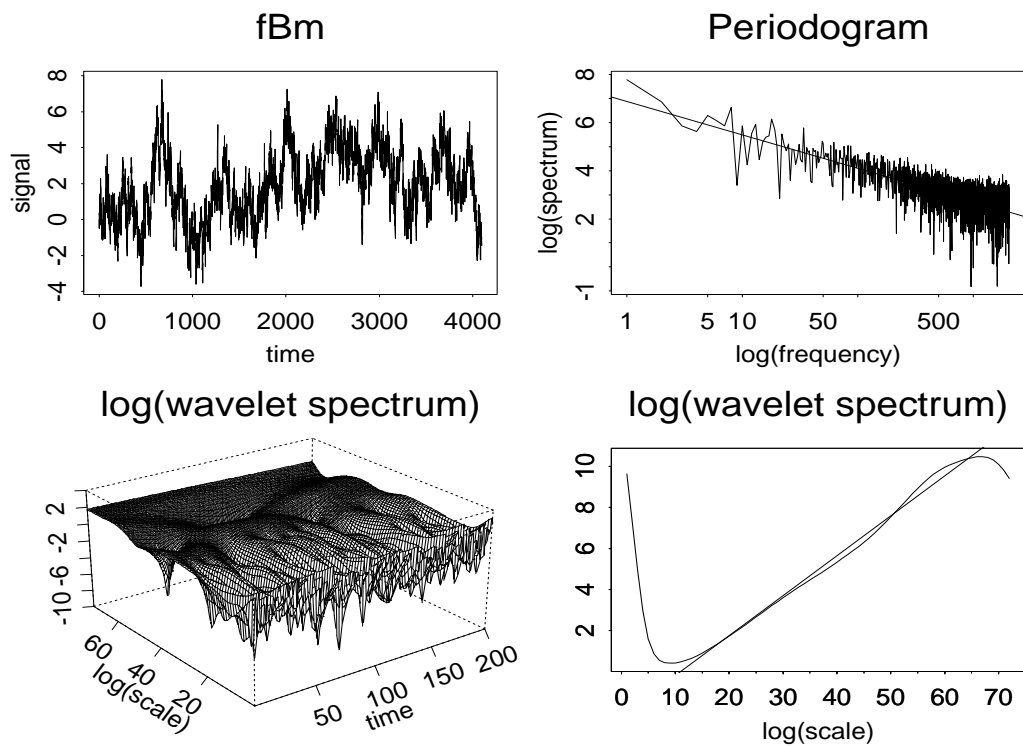 fBm
signal
8
6
4
2
0
-2
-4
0 1000 2000 3000 4000
time
Periodogram
log(spectrum)
8
6
4
2
-1
1 5 10 50 500
log(frequency)
log(wavelet spectrum)
2
-2
-6
-10
60 40 20
log(scale)
50 100 150 200
time
log(wavelet spectrum)
10
8
6
4
2
0 10 20 30 40 50 60 70
log(scale)